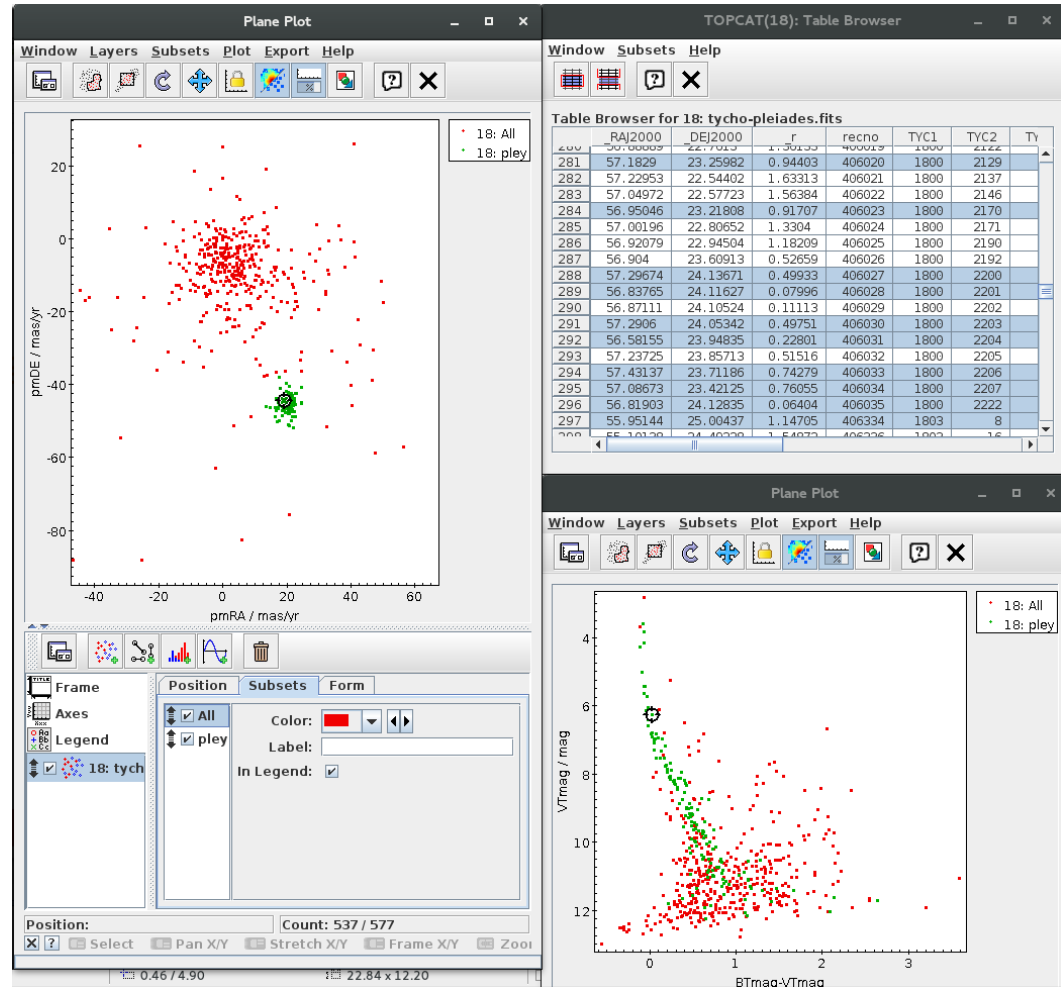 Plane Plot
Window Layers Subsets Plot Export Help
18: All
18: pley
20
0
-20
-40
-60
-80
pmDE / mas/yr
-40 -20 0 20 40 60
pmRA / mas/yr
Frame
Axes
Legend
18: tych
Position Subsets Form
All
pley
Color:
Label:
In Legend:
Position:
Count: 537 / 577
Select Pan X/Y Stretch X/Y Frame X/Y Zoo
0.46 / 4.90 22.84 x 12.20
TOPCAT(18): Table Browser
Window Subsets Help
Table Browser for 18: tycho-pleiades.fits
_RAJ2000 _DEJ2000 _r recno TYC1 TYC2 TY
281 57.1829 23.25982 0.94403 406020 1800 2129
282 57.22953 22.54402 1.63313 406021 1800 2137
283 57.04972 22.57723 1.56384 406022 1800 2146
284 56.95046 23.21808 0.91707 406023 1800 2170
285 57.00196 22.80652 1.3304 406024 1800 2171
286 56.92079 22.94504 1.18209 406025 1800 2190
287 56.904 23.60913 0.52659 406026 1800 2192
288 57.29674 24.13671 0.49933 406027 1800 2200
289 56.83765 24.11627 0.07996 406028 1800 2201
290 56.87111 24.10524 0.11113 406029 1800 2202
291 57.2906 24.05342 0.49751 406030 1800 2203
292 56.58155 23.94835 0.22801 406031 1800 2204
293 57.23725 23.85713 0.51516 406032 1800 2205
294 57.43137 23.71186 0.74279 406033 1800 2206
295 57.08673 23.42125 0.76055 406034 1800 2207
296 56.81903 24.12835 0.06404 406035 1800 2222
297 55.95144 25.00437 1.14705 406334 1803 8
Plane Plot
Window Layers Subsets Plot Export Help
18: All
18: pley
4
6
8
10
12
VTmag / mag
0 1 2 3
BTmag-VTmag